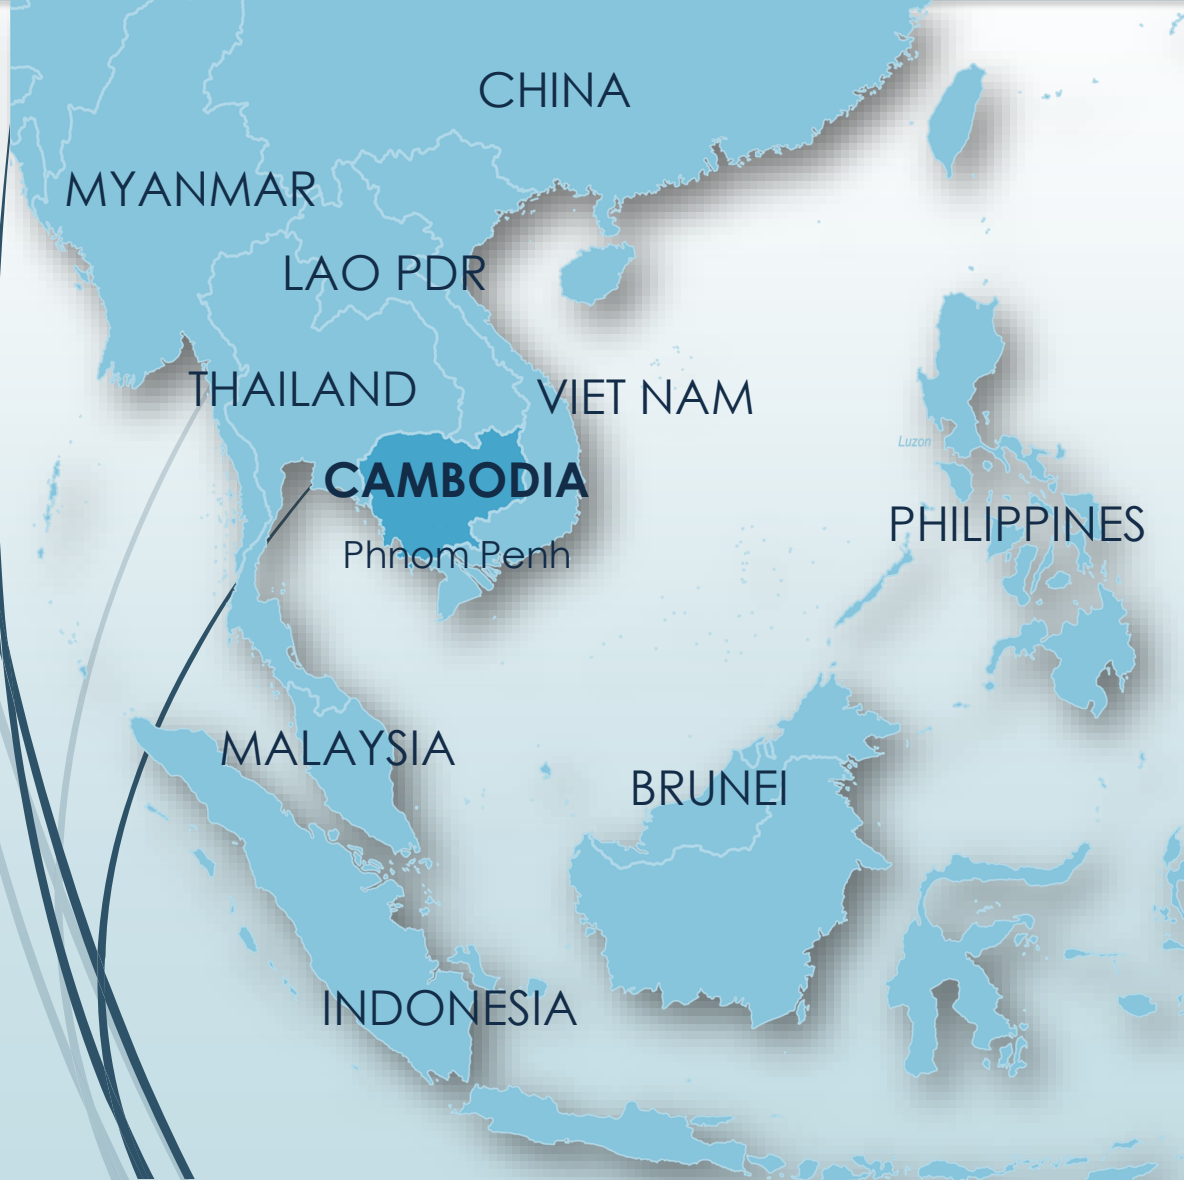 CHINA
MYANMAR
LAO PDR
THAILAND
VIET NAM
Luzon
CAMBODIA
PHILIPPINES
Phnom Penh
MALAYSIA
BRUNEI
INDONESIA